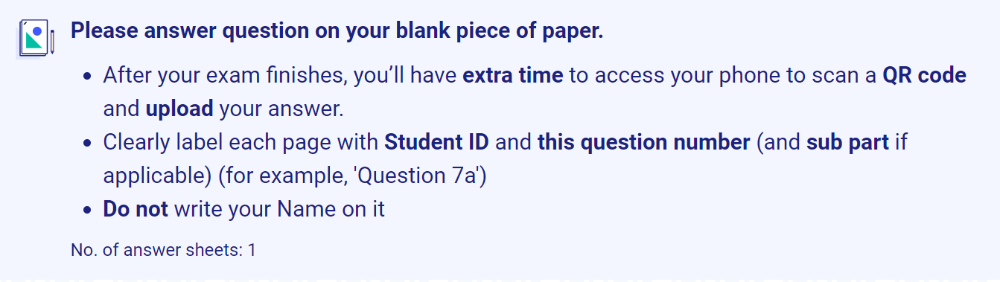 Please answer question on your blank piece of paper.
• After your exam finishes, you’ll have extra time to access your phone to scan a QR code
and upload your answer.
• Clearly label each page with Student ID and this question number (and sub part if
applicable) (for example, 'Question 7a')
• Do not write your Name on it
No. of answer sheets: 1